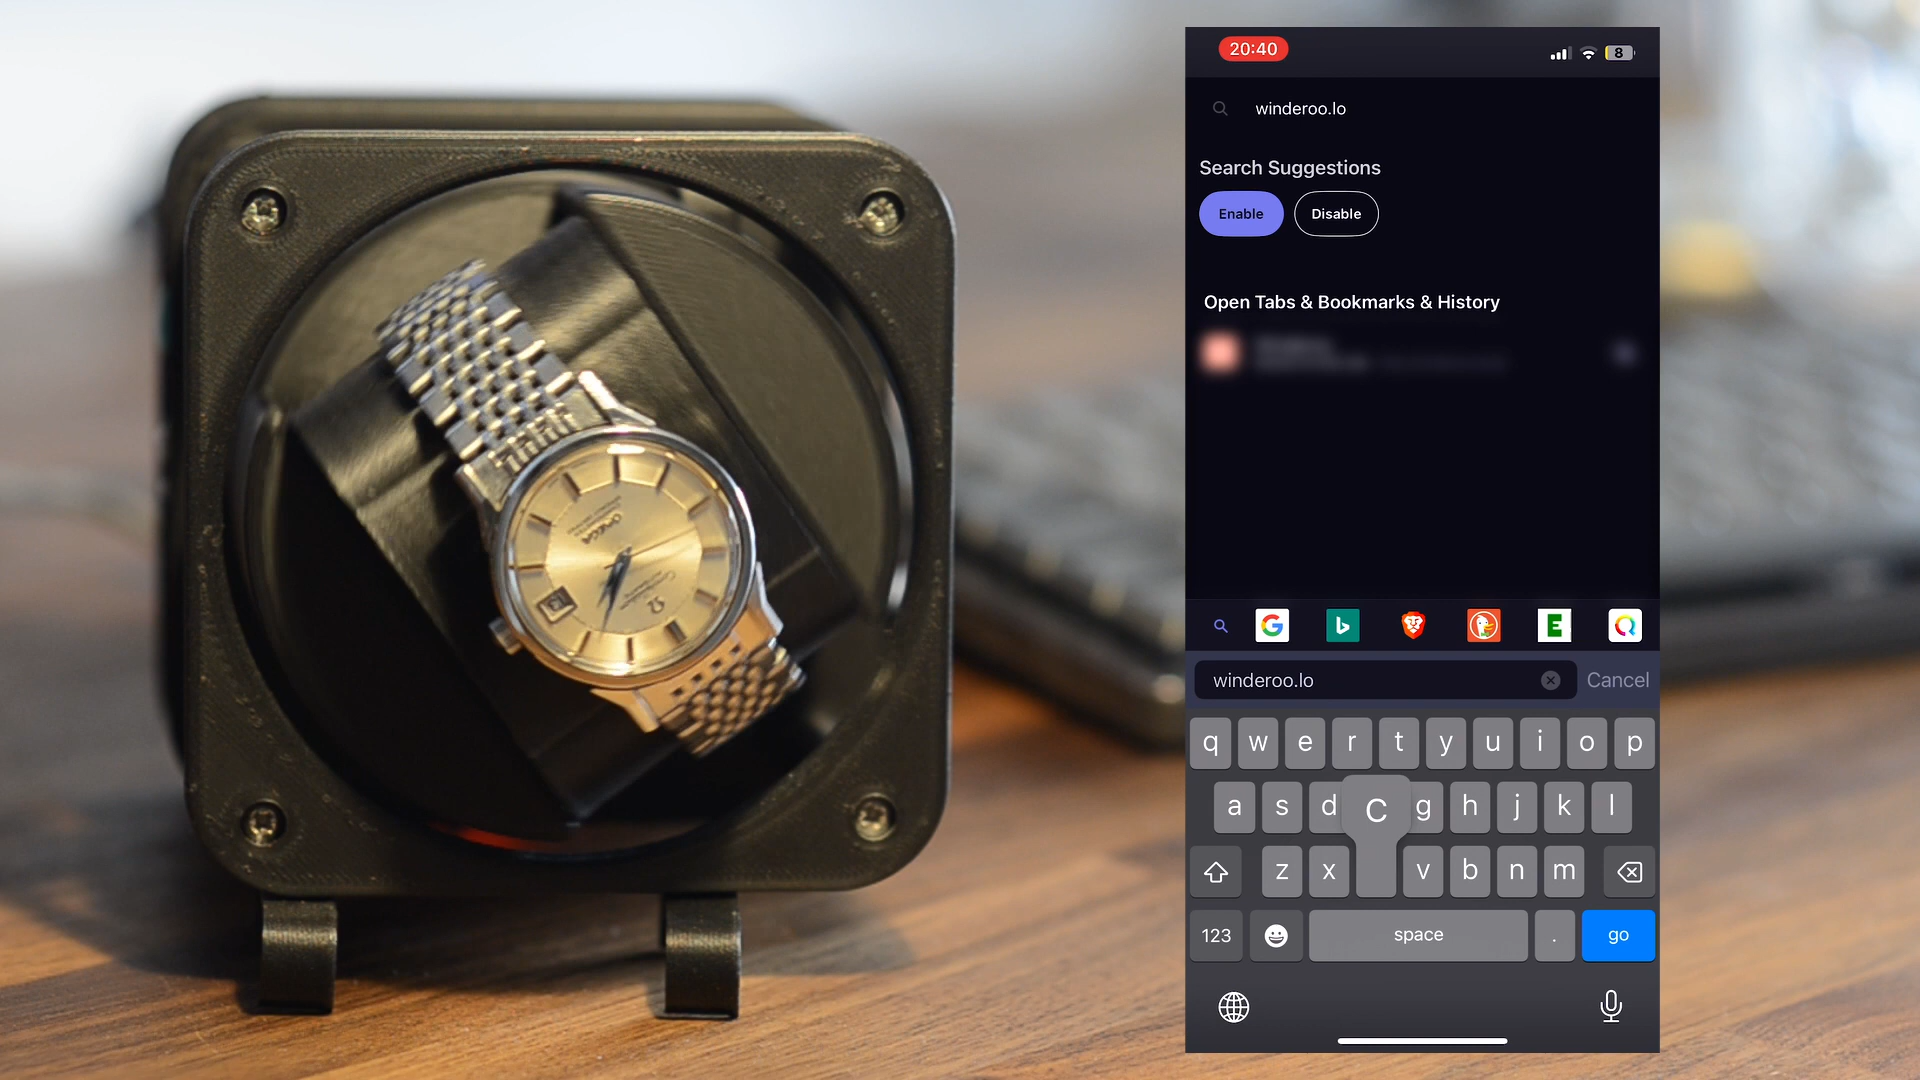 OMEGA
20:40
8
winderoo.lo
Search Suggestions
Enable
Disable
Open Tabs & Bookmarks & History
winderoo.lo
Cancel
q w e r t y u i o p
a s d C g h j k l
z x v b n m
123
space
.
go